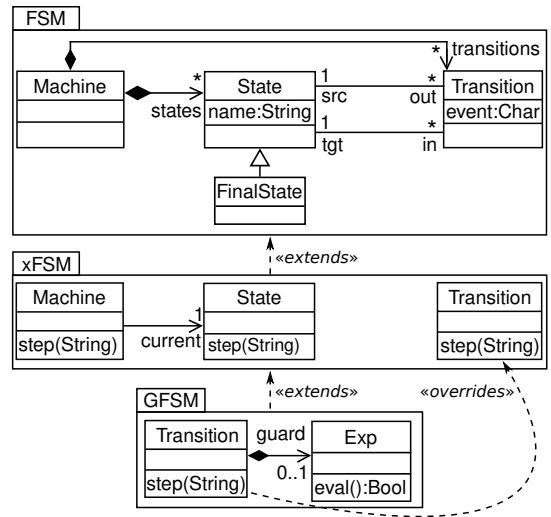 FSM
* transitions
Machine
* State 1 * Transition
states name:String src out event:Char
1 *
tgt in
FinalState
«extends»
xFSM
Machine State Transition
1
step(String) current step(String) step(String)
«extends» «overrides»
GFSM
Transition guard Exp
0..1
step(String) eval():Bool